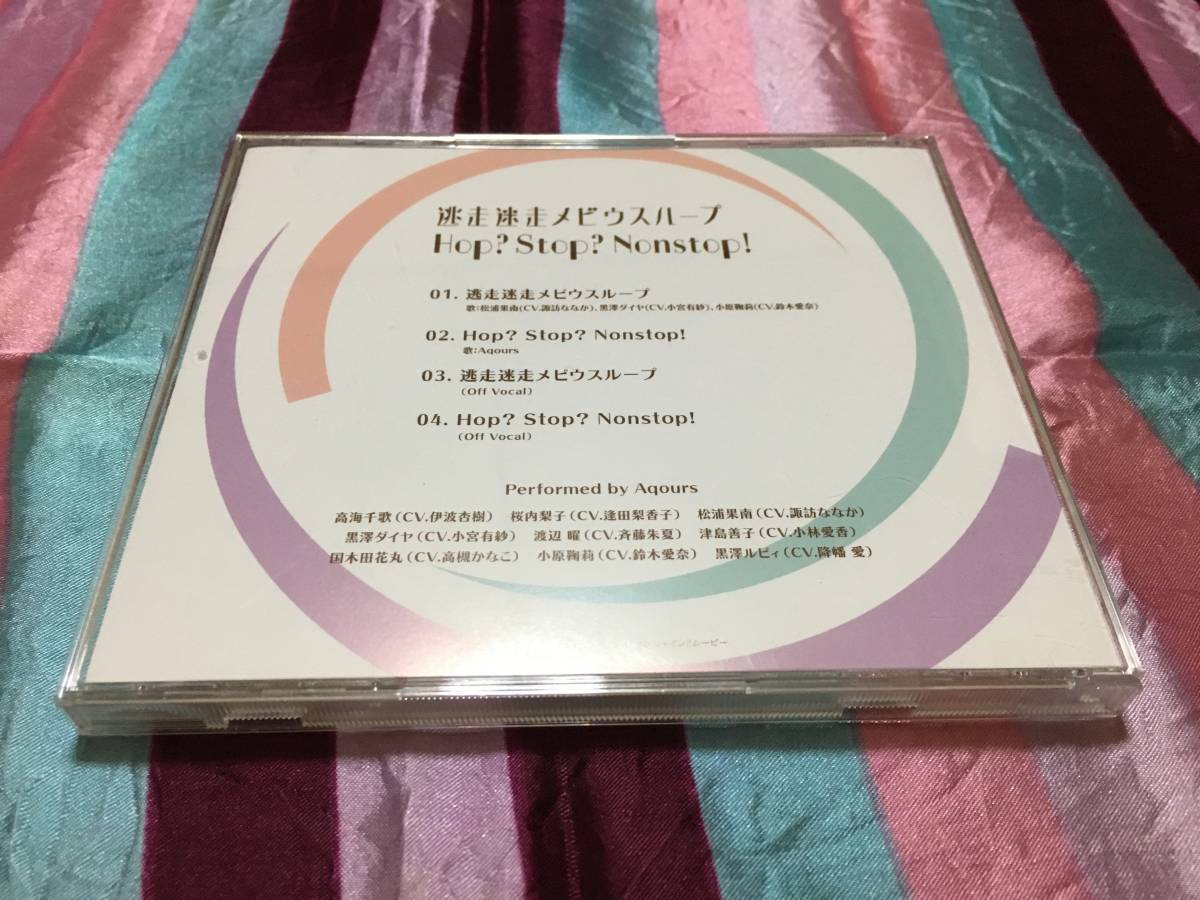 逃走迷走メビウスループ
Hop? Stop? Nonstop!
01. 逃走迷走メビウスループ
歌:松浦果南(CV.諏訪ななか)、黒澤ダイヤ(CV.小宮有紗)、小原鞠莉(CV.鈴木愛奈)
02. Hop? Stop? Nonstop!
歌:Aqours
03. 逃走迷走メビウスループ
(Off Vocal)
04. Hop? Stop? Nonstop!
(Off Vocal)
Performed by Aqours
高海千歌(CV.伊波杏樹) 桜内梨子(CV.逢田梨香子) 松浦果南(CV.諏訪ななか)
黒澤ダイヤ(CV.小宮有紗) 渡辺 曜(CV.斉藤朱夏) 津島善子(CV.小林愛香)
国木田花丸(CV.高槻かなこ) 小原鞠莉(CV.鈴木愛奈) 黒澤ルビィ(CV.降幡 愛)
ムービー